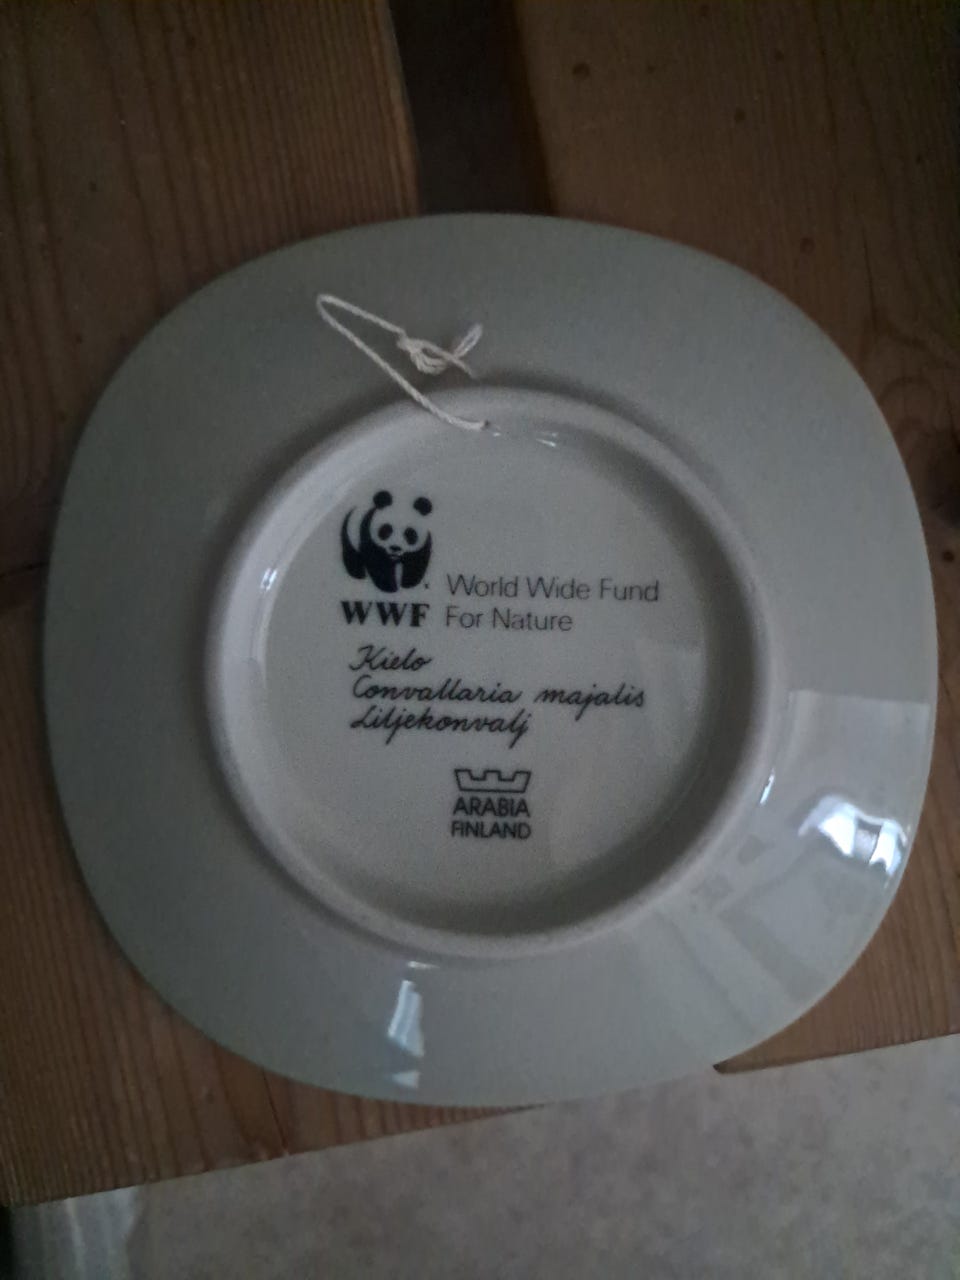 WWF
World Wide Fund
For Nature
Kielo
Convallaria majalis
Liljekonvalj
ARABIA
FINLAND